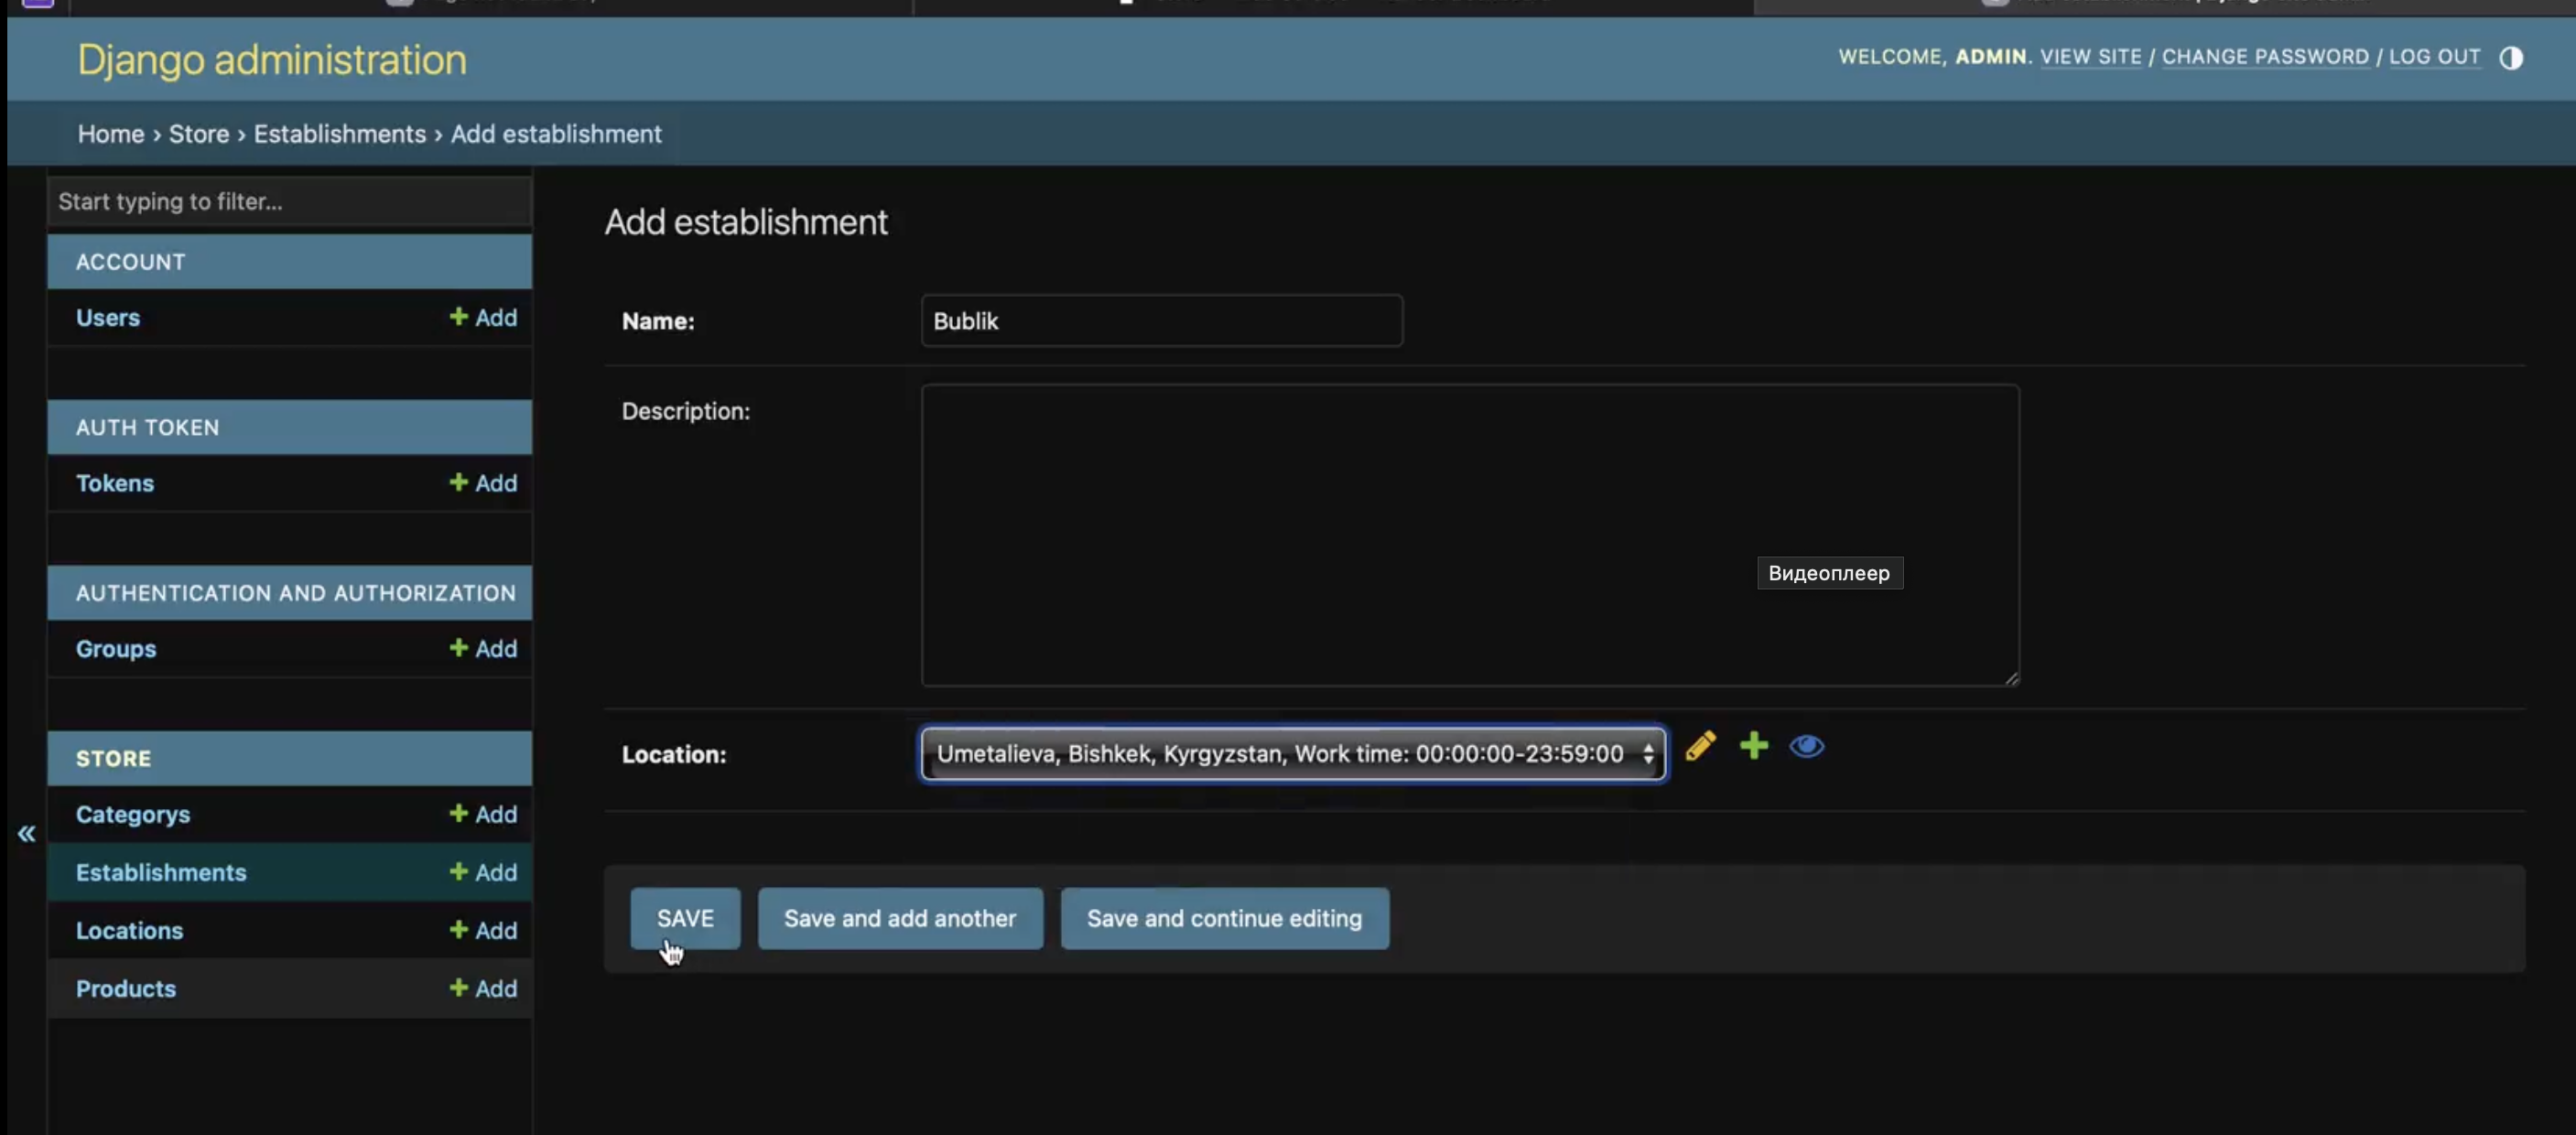 Django administration
WELCOME, ADMIN. VIEW SITE / CHANGE PASSWORD / LOG OUT
Home › Store › Establishments › Add establishment
Start typing to filter...
ACCOUNT
Users + Add
AUTH TOKEN
Tokens + Add
AUTHENTICATION AND AUTHORIZATION
Groups + Add
STORE
Categorys + Add
Establishments + Add
Locations + Add
Products + Add
«
Add establishment
Name: Bublik
Description:
Видеоплеер
Location: Umetalieva, Bishkek, Kyrgyzstan, Work time: 00:00:00-23:59:00
SAVE Save and add another Save and continue editing